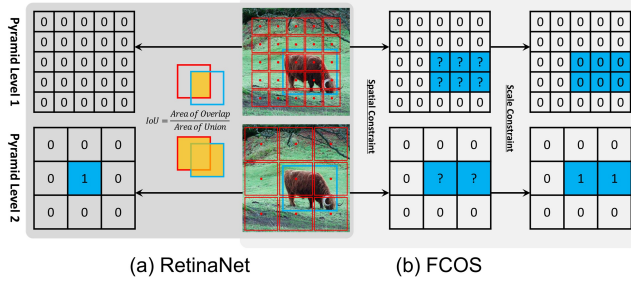 Pyramid Level 1
0 0 0 0 0
0 0 0 0 0
0 0 0 0 0
0 0 0 0 0
0 0 0 0 0
Pyramid Level 2
0 0 0
0 1 0
0 0 0
IoU = Area of Overlap
Area of Union
Spatial Constraint
0 0 0 0 0
0 0 0 0 0
0 0 ? ? ?
0 0 ? ? ?
0 0 0 0 0
0 0 0
0 ? ?
0 0 0
Scale Constraint
0 0 0 0 0
0 0 0 0 0
0 0 0 0 0
0 0 0 0 0
0 0 0 0 0
0 0 0
0 1 1
0 0 0
(a) RetinaNet
(b) FCOS